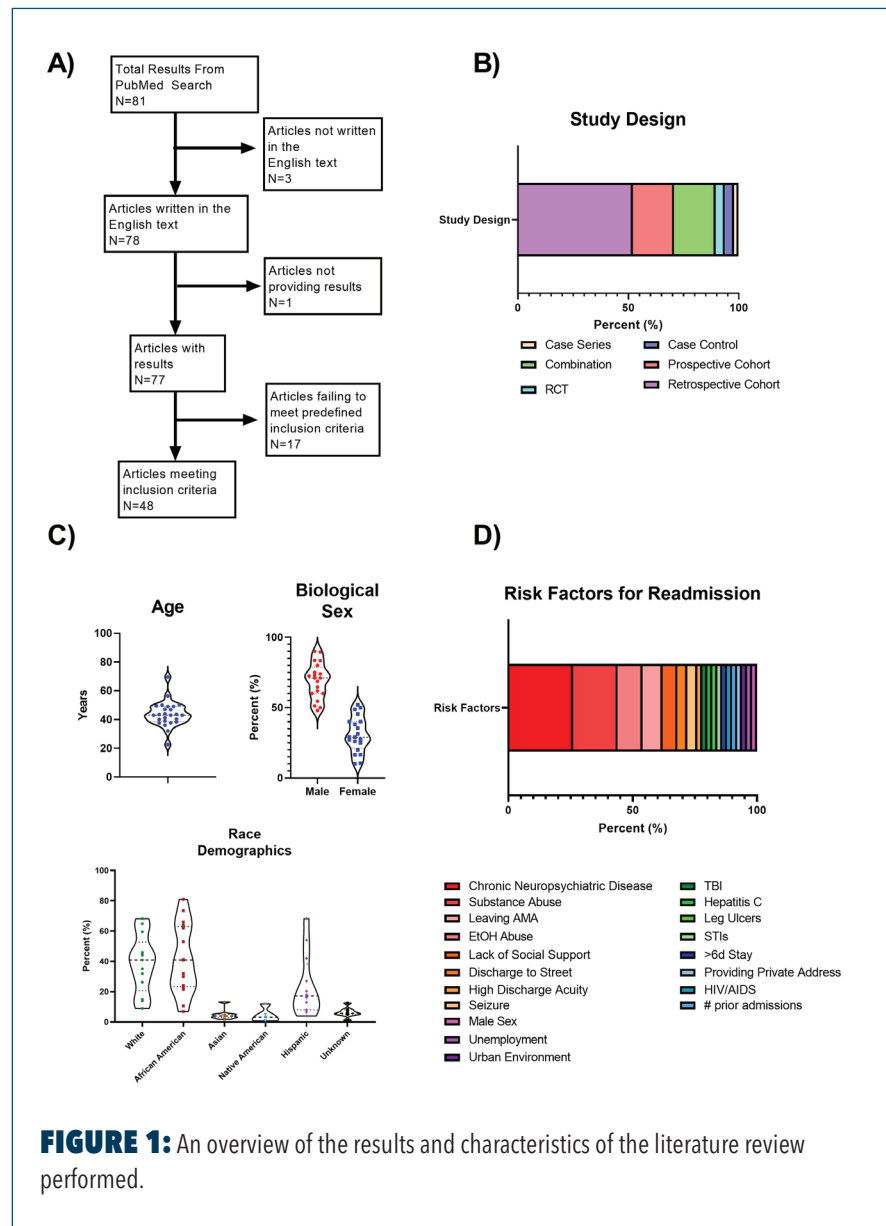 A)
Total Results From
PubMed Search
N=81
Articles not written
in the
English text
N=3
Articles written in the
English text
N=78
Articles not
providing results
N=1
Articles with
results
N=77
Articles failing to
meet predefined
inclusion criteria
N=17
Articles meeting
inclusion criteria
N=48
B)
Study Design
Study Design
0 50 100
Percent (%)
Case Series
Combination
RCT
Case Control
Prospective Cohort
Retrospective Cohort
C)
Age
Years
100
80
60
40
20
0
Biological
Sex
Percent (%)
100
50
0
Male Female
Race
Demographics
Percent (%)
100
80
60
40
20
0
White
African American
Asian
Native American
Hispanic
Unknown
D)
Risk Factors for Readmission
Risk Factors
0 50 100
Percent (%)
Chronic Neuropsychiatric Disease
Substance Abuse
Leaving AMA
EtOH Abuse
Lack of Social Support
Discharge to Street
High Discharge Acuity
Seizure
Male Sex
Unemployment
Urban Environment
TBI
Hepatitis C
Leg Ulcers
STIs
>6d Stay
Providing Private Address
HIV/AIDS
# prior admissions
FIGURE 1: An overview of the results and characteristics of the literature review
performed.